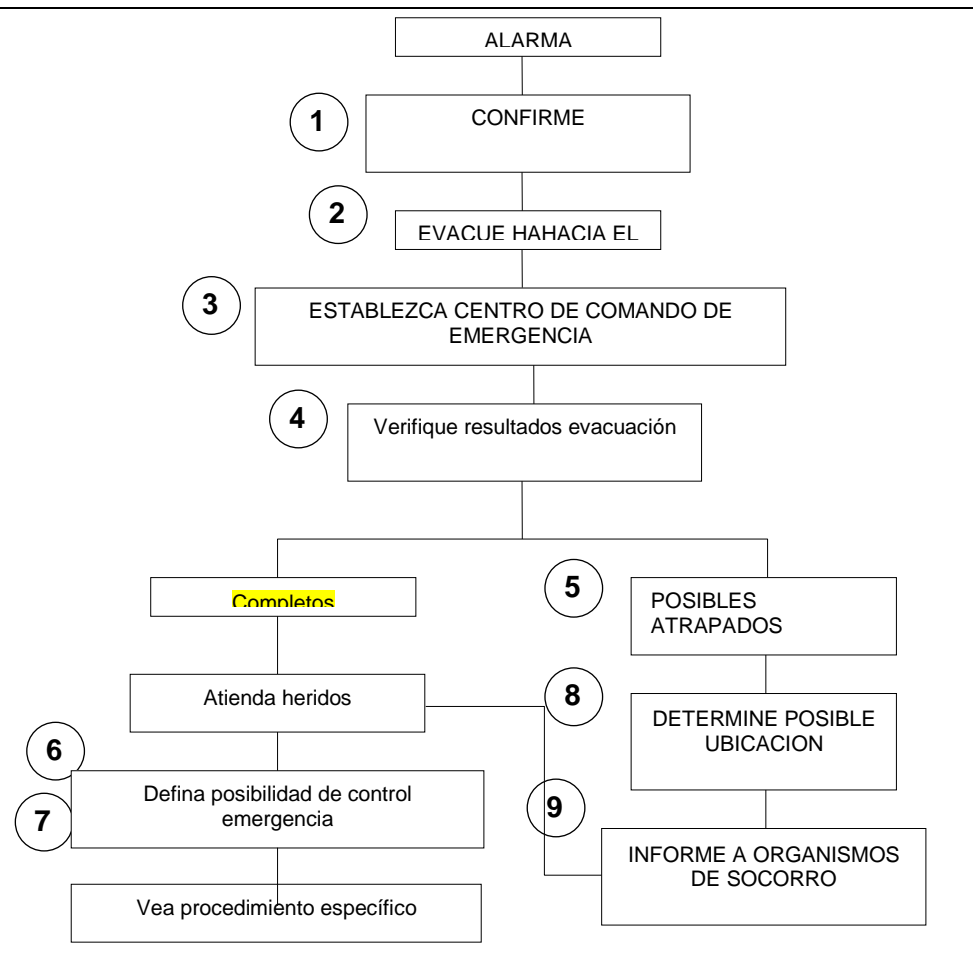 ALARMA
1
CONFIRME
2
EVACUE HAHACIA EL
3
ESTABLEZCA CENTRO DE COMANDO DE
EMERGENCIA
4
Verifique resultados evacuación
Completos
5
POSIBLES
ATRAPADOS
Atienda heridos
8
DETERMINE POSIBLE
UBICACION
6
7
Defina posibilidad de control
emergencia
9
INFORME A ORGANISMOS
DE SOCORRO
Vea procedimiento específico